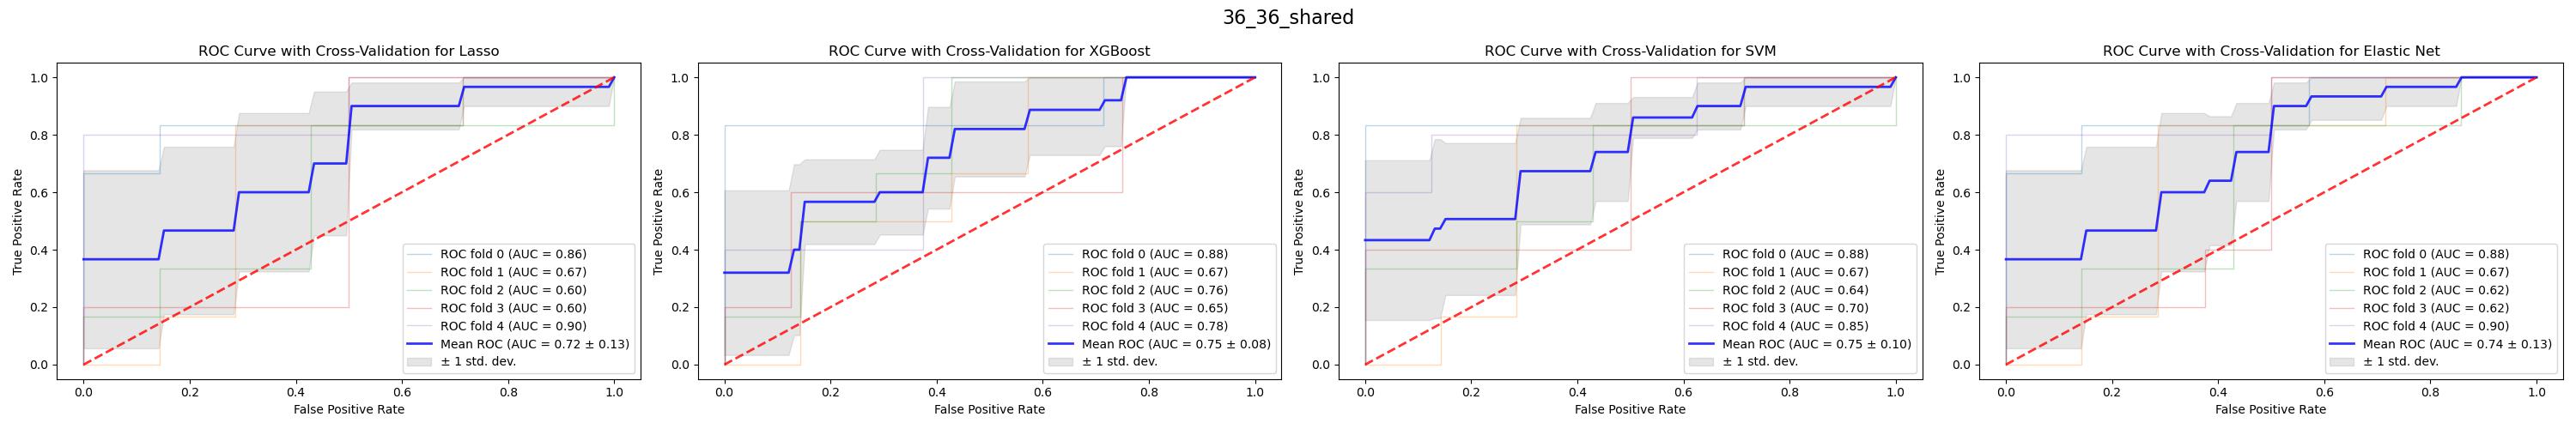 36_36_shared
ROC Curve with Cross-Validation for Lasso
True Positive Rate
1.0
0.8
0.6
0.4
0.2
0.0
ROC fold 0 (AUC = 0.86)
ROC fold 1 (AUC = 0.67)
ROC fold 2 (AUC = 0.60)
ROC fold 3 (AUC = 0.60)
ROC fold 4 (AUC = 0.90)
Mean ROC (AUC = 0.72 ± 0.13)
± 1 std. dev.
0.0 0.2 0.4 0.6 0.8 1.0
False Positive Rate
ROC Curve with Cross-Validation for XGBoost
True Positive Rate
1.0
0.8
0.6
0.4
0.2
0.0
ROC fold 0 (AUC = 0.88)
ROC fold 1 (AUC = 0.67)
ROC fold 2 (AUC = 0.76)
ROC fold 3 (AUC = 0.65)
ROC fold 4 (AUC = 0.78)
Mean ROC (AUC = 0.75 ± 0.08)
± 1 std. dev.
0.0 0.2 0.4 0.6 0.8 1.0
False Positive Rate
ROC Curve with Cross-Validation for SVM
True Positive Rate
1.0
0.8
0.6
0.4
0.2
0.0
ROC fold 0 (AUC = 0.88)
ROC fold 1 (AUC = 0.67)
ROC fold 2 (AUC = 0.64)
ROC fold 3 (AUC = 0.70)
ROC fold 4 (AUC = 0.85)
Mean ROC (AUC = 0.75 ± 0.10)
± 1 std. dev.
0.0 0.2 0.4 0.6 0.8 1.0
False Positive Rate
ROC Curve with Cross-Validation for Elastic Net
True Positive Rate
1.0
0.8
0.6
0.4
0.2
0.0
ROC fold 0 (AUC = 0.88)
ROC fold 1 (AUC = 0.67)
ROC fold 2 (AUC = 0.62)
ROC fold 3 (AUC = 0.62)
ROC fold 4 (AUC = 0.90)
Mean ROC (AUC = 0.74 ± 0.13)
± 1 std. dev.
0.0 0.2 0.4 0.6 0.8 1.0
False Positive Rate